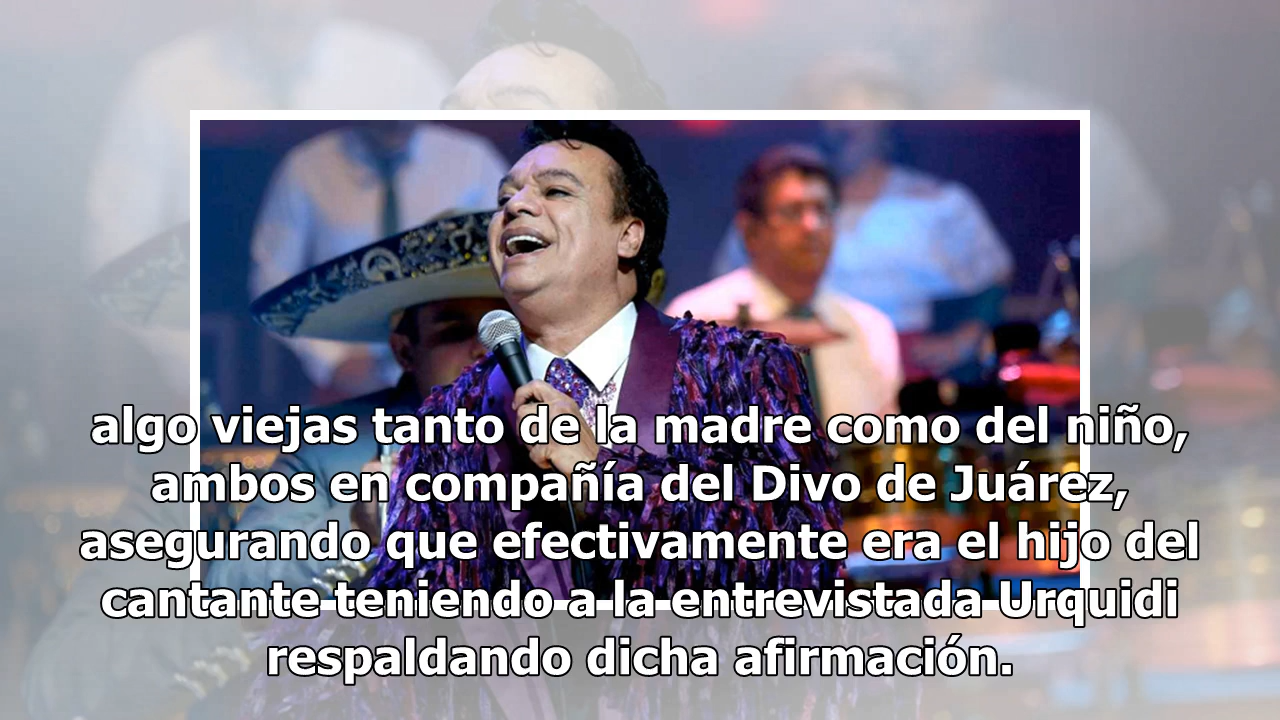 algo viejas tanto de la madre como del niño,
ambos en compañía del Divo de Juárez,
asegurando que efectivamente era el hijo del
cantante teniendo a la entrevistada Urquidi
respaldando dicha afirmación.